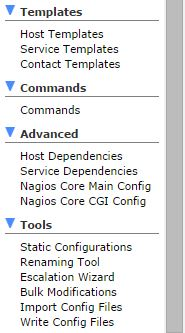 Templates
Host Templates
Service Templates
Contact Templates
Commands
Commands
Advanced
Host Dependencies
Service Dependencies
Nagios Core Main Config
Nagios Core CGI Config
Tools
Static Configurations
Renaming Tool
Escalation Wizard
Bulk Modifications
Import Config Files
Write Config Files